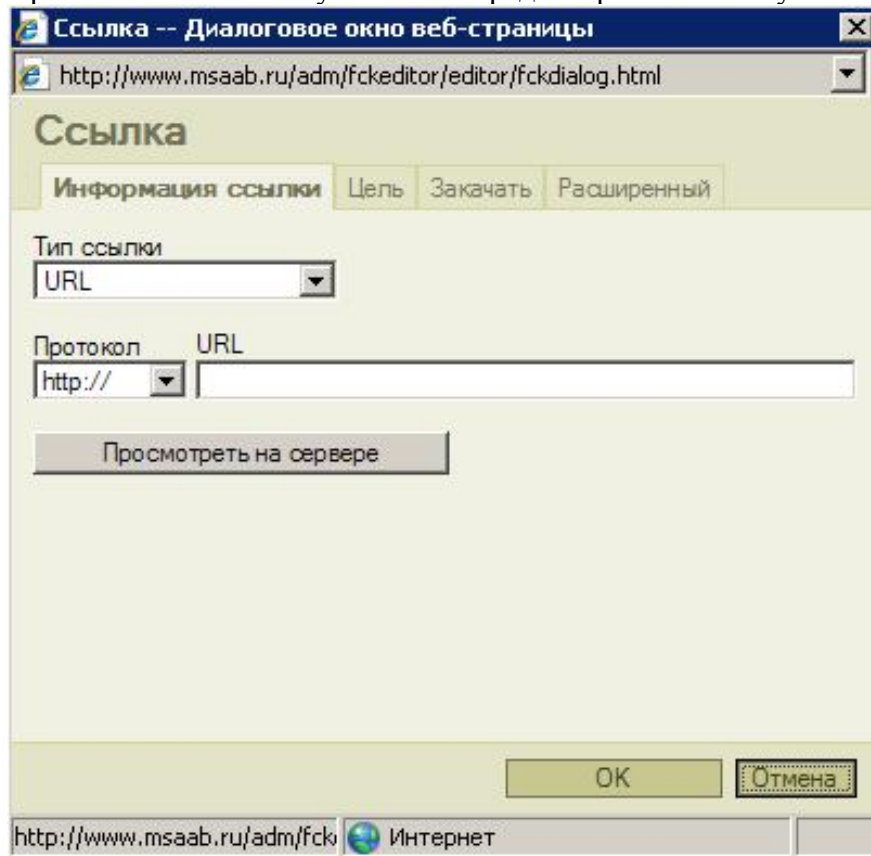 Ссылка -- Диалоговое окно веб-страницы
http://www.msaab.ru/adm/fckeditor/editor/fckdialog.html
Ссылка
Информация ссылки Цель Закачать Расширенный
Тип ссылки
URL
Протокол URL
http://
Просмотреть на сервере
OK Отмена
http://www.msaab.ru/adm/fck Интернет